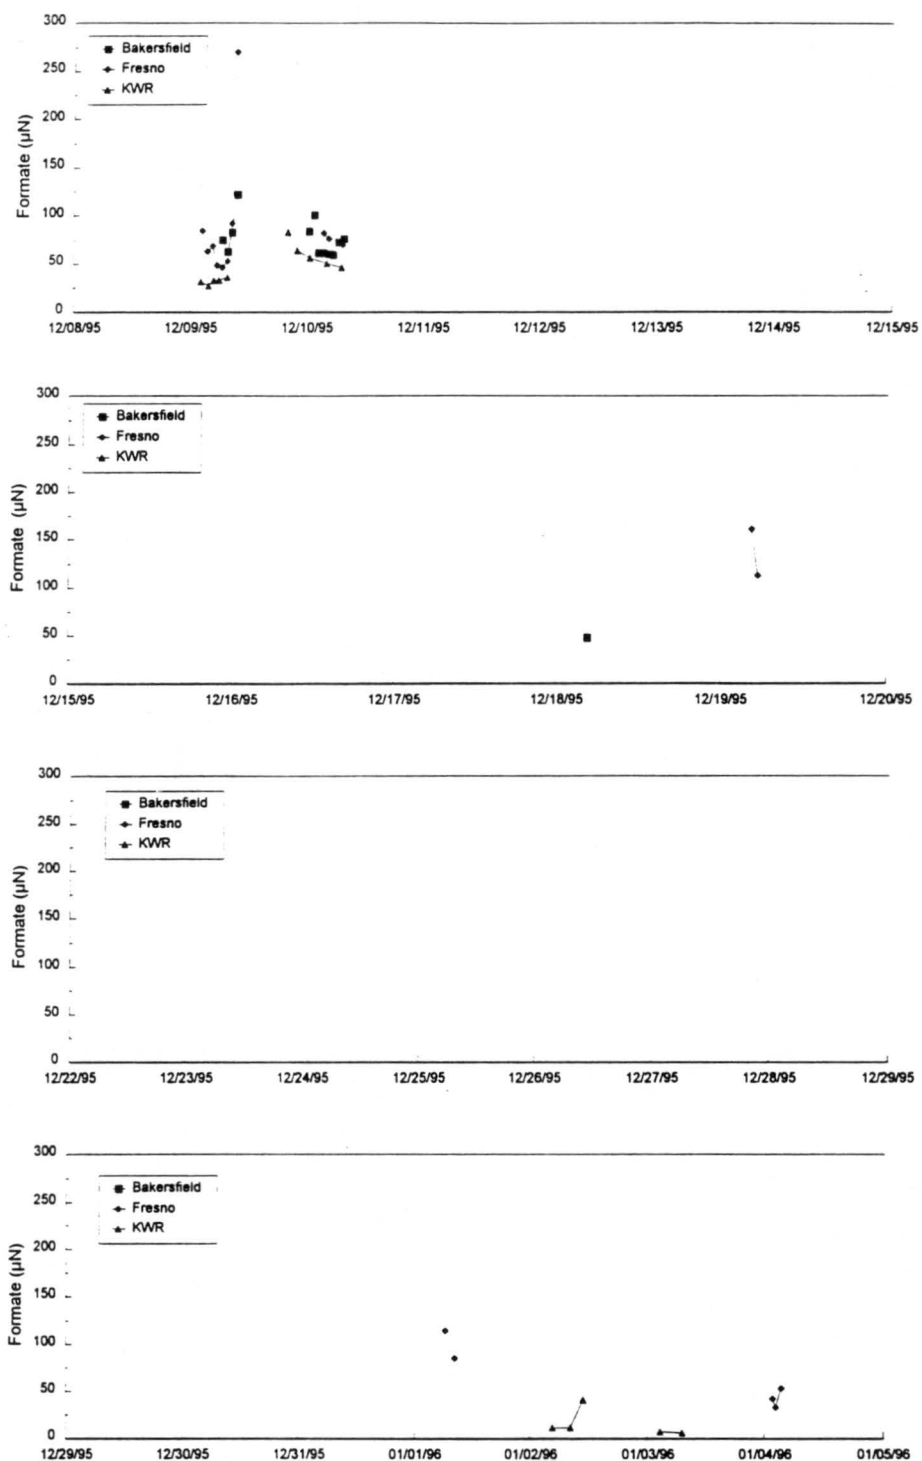 300
250
200
150
100
50
0
Formate (µN)
Bakersfield
Fresno
KWR
12/08/95 12/09/95 12/10/95 12/11/95 12/12/95 12/13/95 12/14/95 12/15/95
300
250
200
150
100
50
0
Formate (µN)
Bakersfield
Fresno
KWR
12/15/95 12/16/95 12/17/95 12/18/95 12/19/95 12/20/95
300
250
200
150
100
50
0
Formate (µN)
Bakersfield
Fresno
KWR
12/22/95 12/23/95 12/24/95 12/25/95 12/26/95 12/27/95 12/28/95 12/29/95
300
250
200
150
100
50
0
Formate (µN)
Bakersfield
Fresno
KWR
12/29/95 12/30/95 12/31/95 01/01/96 01/02/96 01/03/96 01/04/96 01/05/96